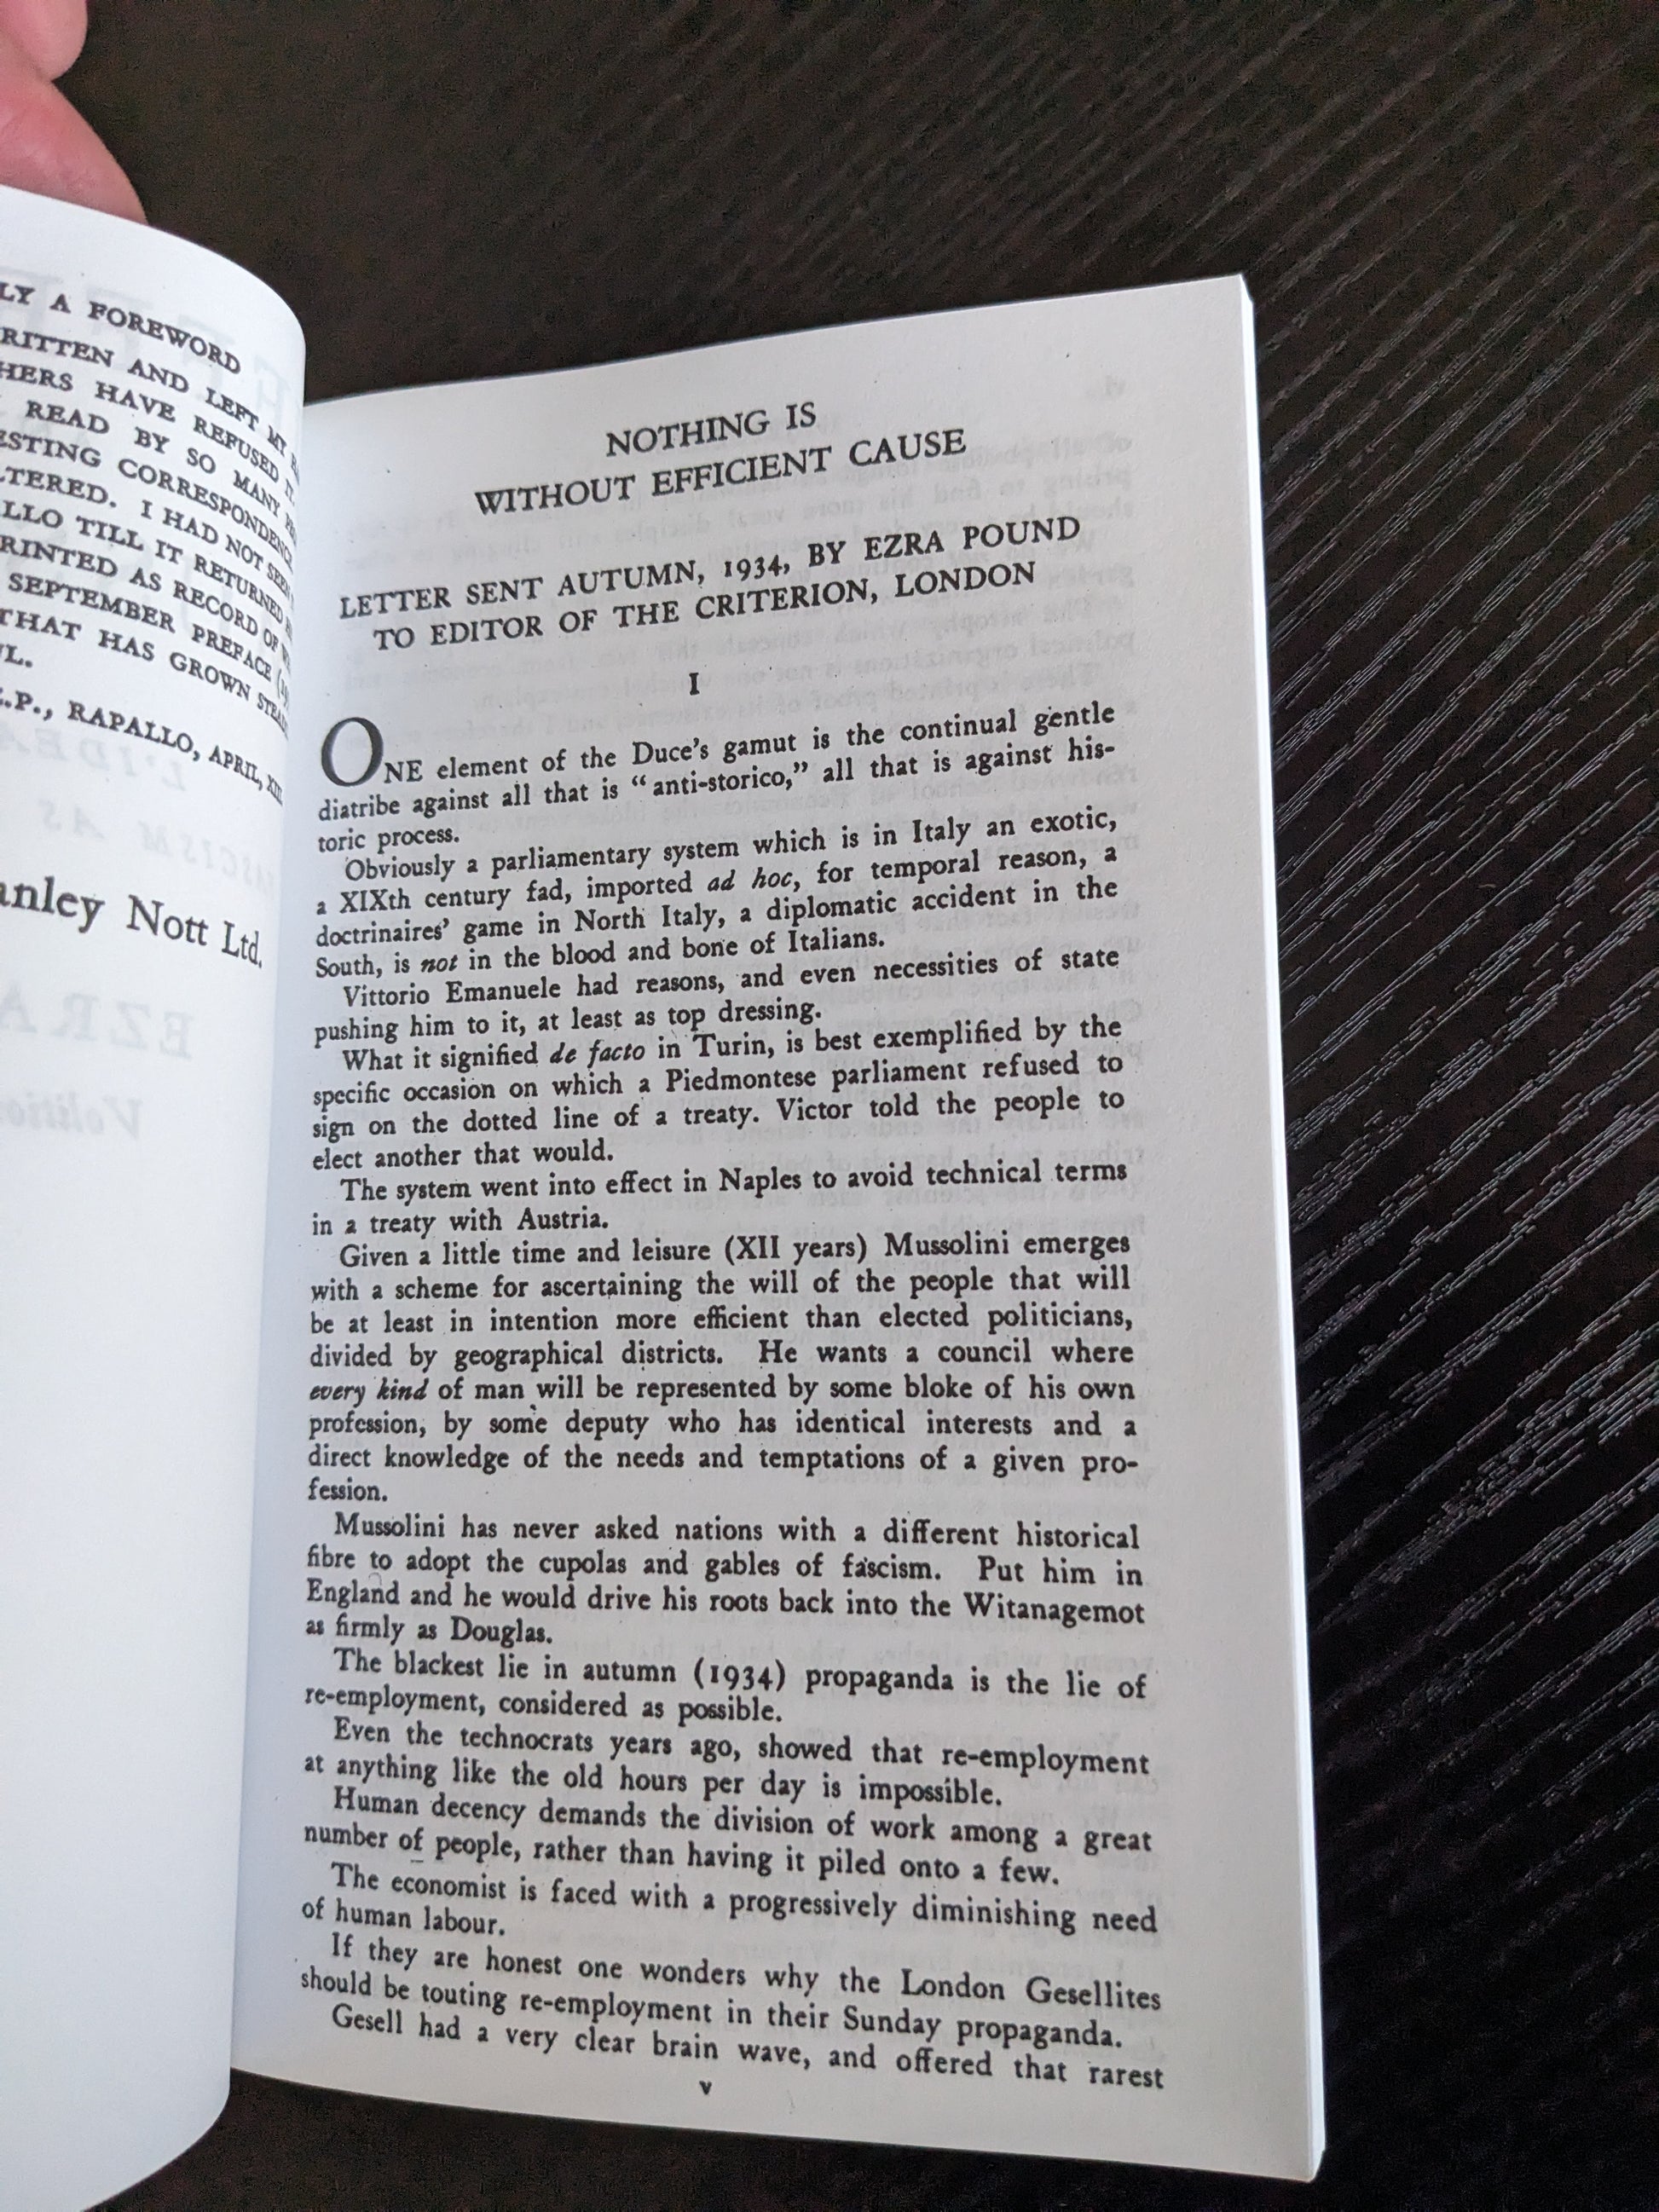 LY A FOREWORD
RITTEN AND LEFT MY
HERS HAVE REFUSED IT.
READ BY SO MANY
ESTING CORRESPONDENCE
LTERED. I HAD NOT SEEN
LLO TILL IT RETURNED
RINTED AS RECORD OF
SEPTEMBER PREFACE
THAT HAS GROWN
UL.
E.P., RAPALLO, APRIL, XIII
anley Nott Ltd.
NOTHING IS
WITHOUT EFFICIENT CAUSE
LETTER SENT AUTUMN, 1934, BY EZRA POUND
TO EDITOR OF THE CRITERION, LONDON
I
ONE element of the Duce's gamut is the continual gentle
diatribe against all that is "anti-storico," all that is against his-
toric process.
Obviously a parliamentary system which is in Italy an exotic,
a XIXth century fad, imported ad hoc, for temporal reason, a
doctrinaires' game in North Italy, a diplomatic accident in the
South, is not in the blood and bone of Italians.
Vittorio Emanuele had reasons, and even necessities of state
pushing him to it, at least as top dressing.
What it signified de facto in Turin, is best exemplified by the
specific occasion on which a Piedmontese parliament refused to
sign on the dotted line of a treaty. Victor told the people to
elect another that would.
The system went into effect in Naples to avoid technical terms
in a treaty with Austria.
Given a little time and leisure (XII years) Mussolini emerges
with a scheme for ascertaining the will of the people that will
be at least in intention more efficient than elected politicians,
divided by geographical districts. He wants a council where
every kind of man will be represented by some bloke of his own
profession, by some deputy who has identical interests and a
direct knowledge of the needs and temptations of a given pro-
fession.
Mussolini has never asked nations with a different historical
fibre to adopt the cupolas and gables of fascism. Put him in
England and he would drive his roots back into the Witanagemot
as firmly as Douglas.
The blackest lie in autumn (1934) propaganda is the lie of
re-employment, considered as possible.
Even the technocrats years ago, showed that re-employment
at anything like the old hours per day is impossible.
Human decency demands the division of work among a great
number of people, rather than having it piled onto a few.
The economist is faced with a progressively diminishing need
of human labour.
If they are honest one wonders why the London Gesellites
should be touting re-employment in their Sunday propaganda.
Gesell had a very clear brain wave, and offered that rarest
v